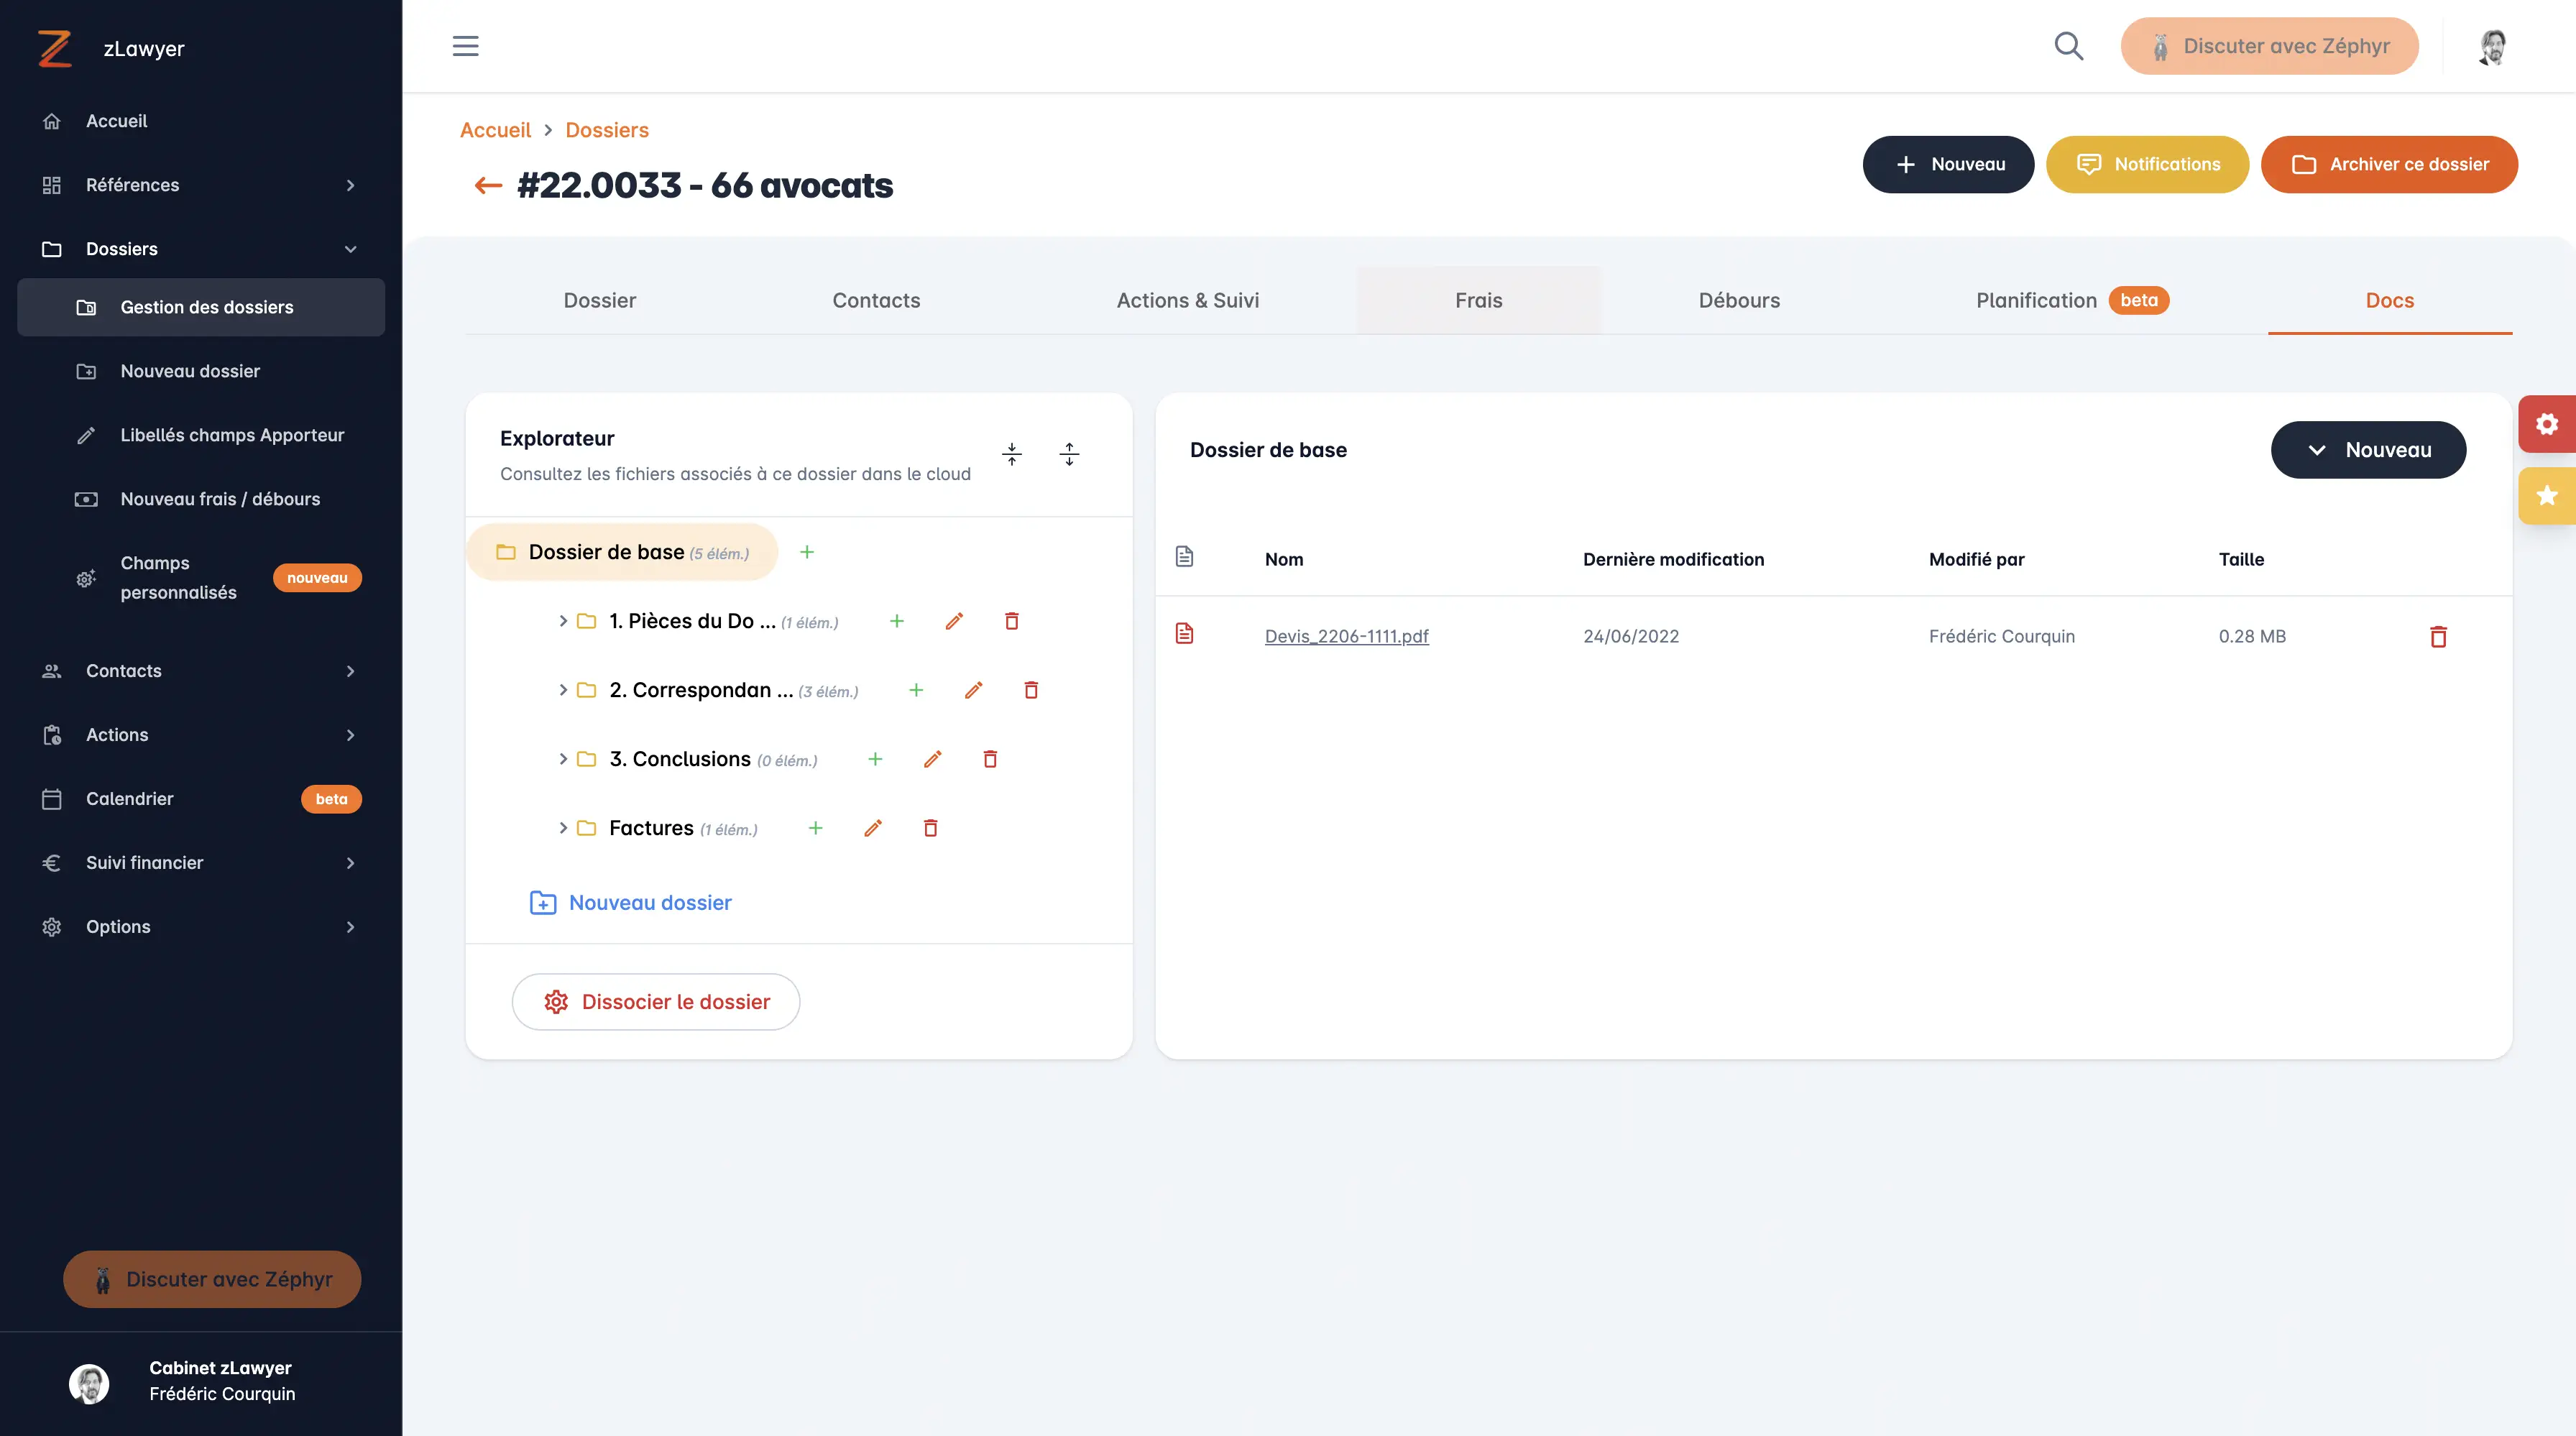 zLawyer
Accueil
Références
Dossiers
Gestion des dossiers
Nouveau dossier
Libellés champs Apporteur
Nouveau frais / débours
Champs
personnalisés
nouveau
Contacts
Actions
Calendrier beta
Suivi financier
Options
Discuter avec Zéphyr
Cabinet zLawyer
Frédéric Courquin
Discuter avec Zéphyr
Accueil > Dossiers
#22.0033 - 66 avocats
Nouveau
Notifications
Archiver ce dossier
Dossier Contacts Actions & Suivi Frais Débours Planification beta Docs
Explorateur
Consultez les fichiers associés à ce dossier dans le cloud
Dossier de base (5 élém.)
1. Pièces du Do ... (1 élém.)
2. Correspondan ... (3 élém.)
3. Conclusions (0 élém.)
Factures (1 élém.)
Nouveau dossier
Dissocier le dossier
Dossier de base
Nouveau
Nom Dernière modification Modifié par Taille
Devis_2206-1111.pdf 24/06/2022 Frédéric Courquin 0.28 MB